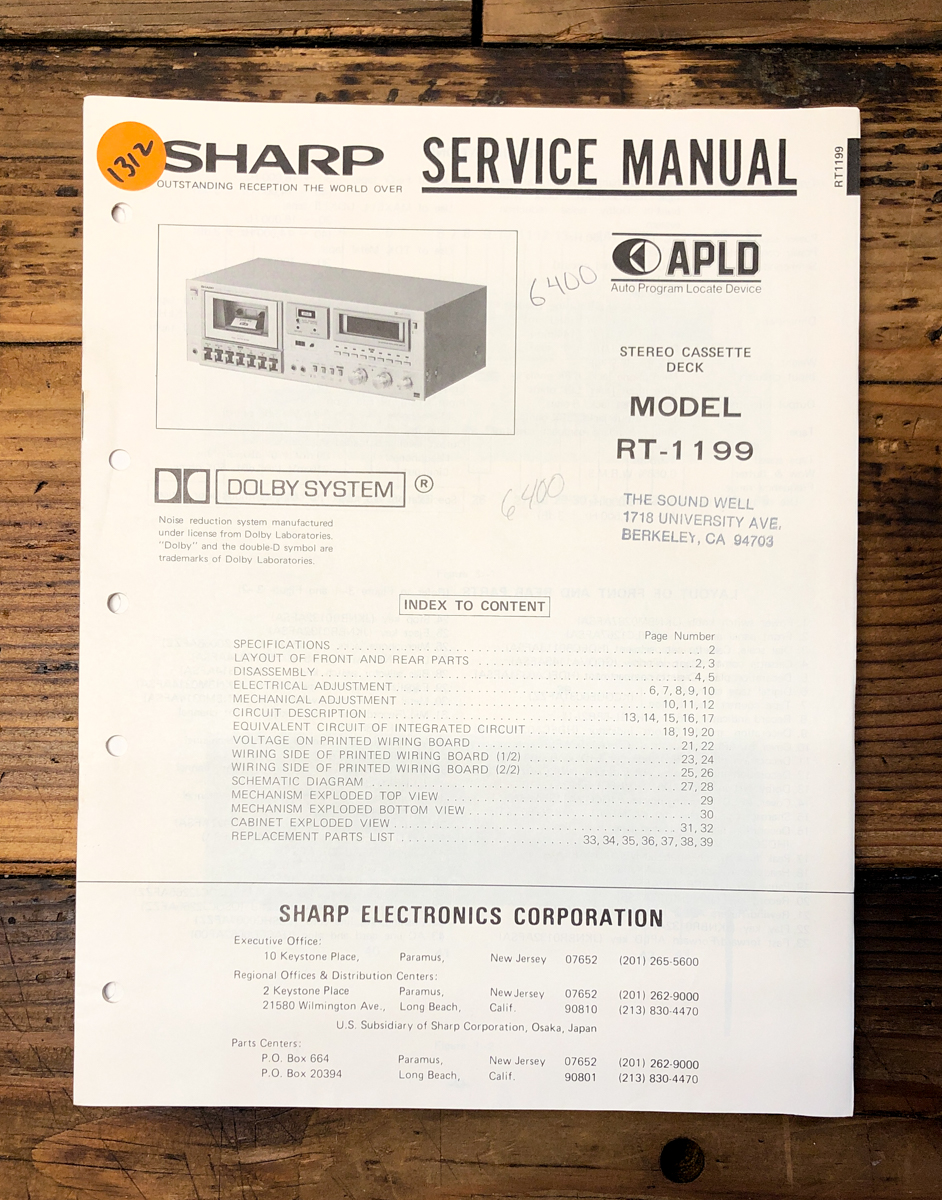 1312
SHARP SERVICE MANUAL
OUTSTANDING RECEPTION THE WORLD OVER
RT1199
6400
APLD
Auto Program Locate Device
STEREO CASSETTE
DECK
MODEL
RT-1199
DOLBY SYSTEM ®
6400
Noise reduction system manufactured
under license from Dolby Laboratories.
"Dolby" and the double-D symbol are
trademarks of Dolby Laboratories.
THE SOUND WELL
1718 UNIVERSITY AVE.
BERKELEY, CA 94703
INDEX TO CONTENT
Page Number
SPECIFICATIONS . . . 2
LAYOUT OF FRONT AND REAR PARTS . . . 2, 3
DISASSEMBLY . . . 4, 5
ELECTRICAL ADJUSTMENT . . . 6, 7, 8, 9, 10
MECHANICAL ADJUSTMENT . . . 10, 11, 12
CIRCUIT DESCRIPTION . . . 13, 14, 15, 16, 17
EQUIVALENT CIRCUIT OF INTEGRATED CIRCUIT . . . 18, 19, 20
VOLTAGE ON PRINTED WIRING BOARD . . . 21, 22
WIRING SIDE OF PRINTED WIRING BOARD (1/2) . . . 23, 24
WIRING SIDE OF PRINTED WIRING BOARD (2/2) . . . 25, 26
SCHEMATIC DIAGRAM . . . 27, 28
MECHANISM EXPLODED TOP VIEW . . . 29
MECHANISM EXPLODED BOTTOM VIEW . . . 30
CABINET EXPLODED VIEW . . . 31, 32
REPLACEMENT PARTS LIST . . . 33, 34, 35, 36, 37, 38, 39
SHARP ELECTRONICS CORPORATION
Executive Office:
10 Keystone Place, Paramus, New Jersey 07652 (201) 265-5600
Regional Offices & Distribution Centers:
2 Keystone Place Paramus, New Jersey 07652 (201) 262-9000
21580 Wilmington Ave., Long Beach, Calif. 90810 (213) 830-4470
U.S. Subsidiary of Sharp Corporation, Osaka, Japan
Parts Centers:
P.O. Box 664 Paramus, New Jersey 07652 (201) 262-9000
P.O. Box 20394 Long Beach, Calif. 90801 (213) 830-4470